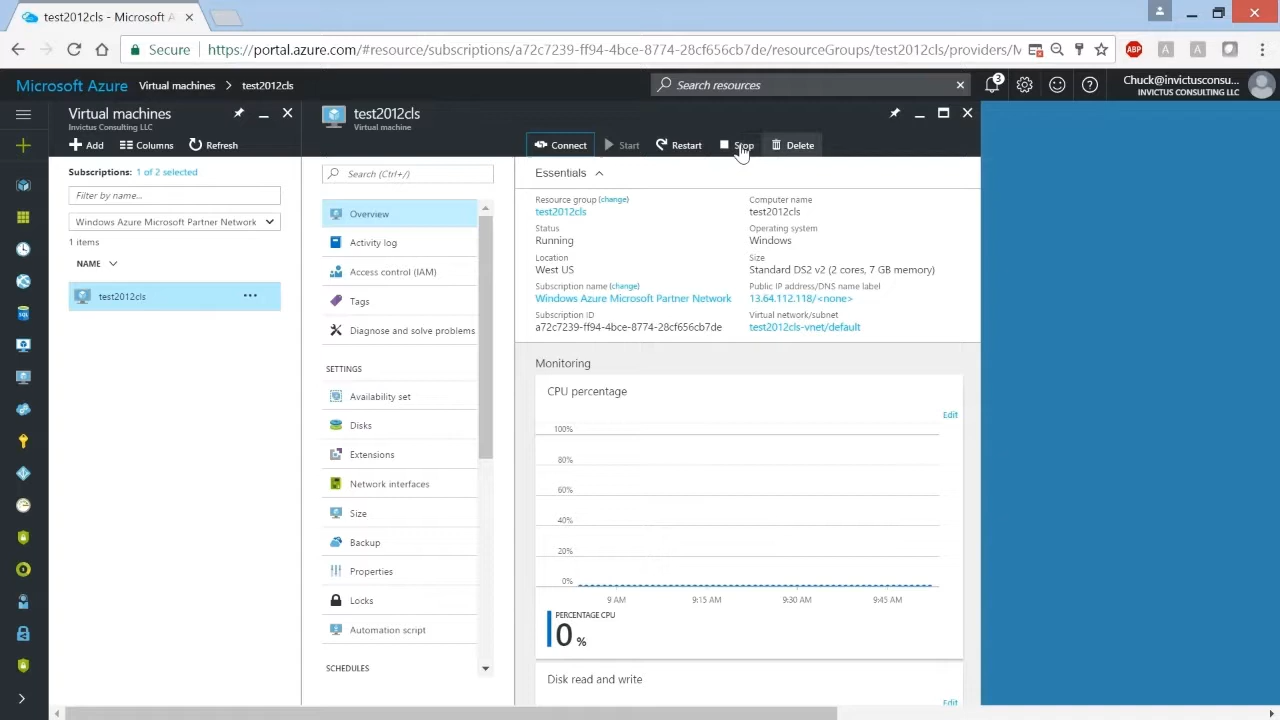 test2012cls - Microsoft A
Secure https://portal.azure.com/#resource/subscriptions/a72c7239-ff94-4bce-8774-28cf656cb7de/resourceGroups/test2012cls/providers/
ABP
Microsoft Azure Virtual machines > test2012cls
Search resources
3
Chuck@invictusconsu...
INVICTUS CONSULTING LLC
Virtual machines
Invictus Consulting LLC
Add Columns Refresh
Subscriptions: 1 of 2 selected
Filter by name...
Windows Azure Microsoft Partner Network
1 items
NAME
test2012cls
test2012cls
Virtual machine
Search (Ctrl+/)
Overview
Activity log
Access control (IAM)
Tags
Diagnose and solve problems
SETTINGS
Availability set
Disks
Extensions
Network interfaces
Size
Backup
Properties
Locks
Automation script
SCHEDULES
Connect Start Restart Stop Delete
Essentials
Resource group (change)
test2012cls
Status
Running
Location
West US
Subscription name (change)
Windows Azure Microsoft Partner Network
Subscription ID
a72c7239-ff94-4bce-8774-28cf656cb7de
Computer name
test2012cls
Operating system
Windows
Size
Standard DS2 v2 (2 cores, 7 GB memory)
Public IP address/DNS name label
13.64.112.118/<none>
Virtual network/subnet
test2012cls-vnet/default
Monitoring
CPU percentage
Edit
100%
80%
60%
40%
20%
0%
9 AM 9:15 AM 9:30 AM 9:45 AM
PERCENTAGE CPU
0 %
Disk read and write
Edit